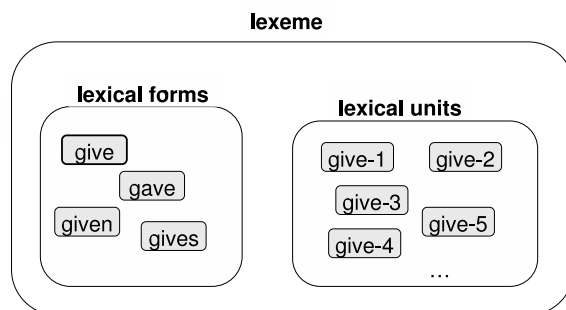 lexeme
lexical forms
give
gave
given
gives
lexical units
give-1
give-2
give-3
give-5
give-4
...